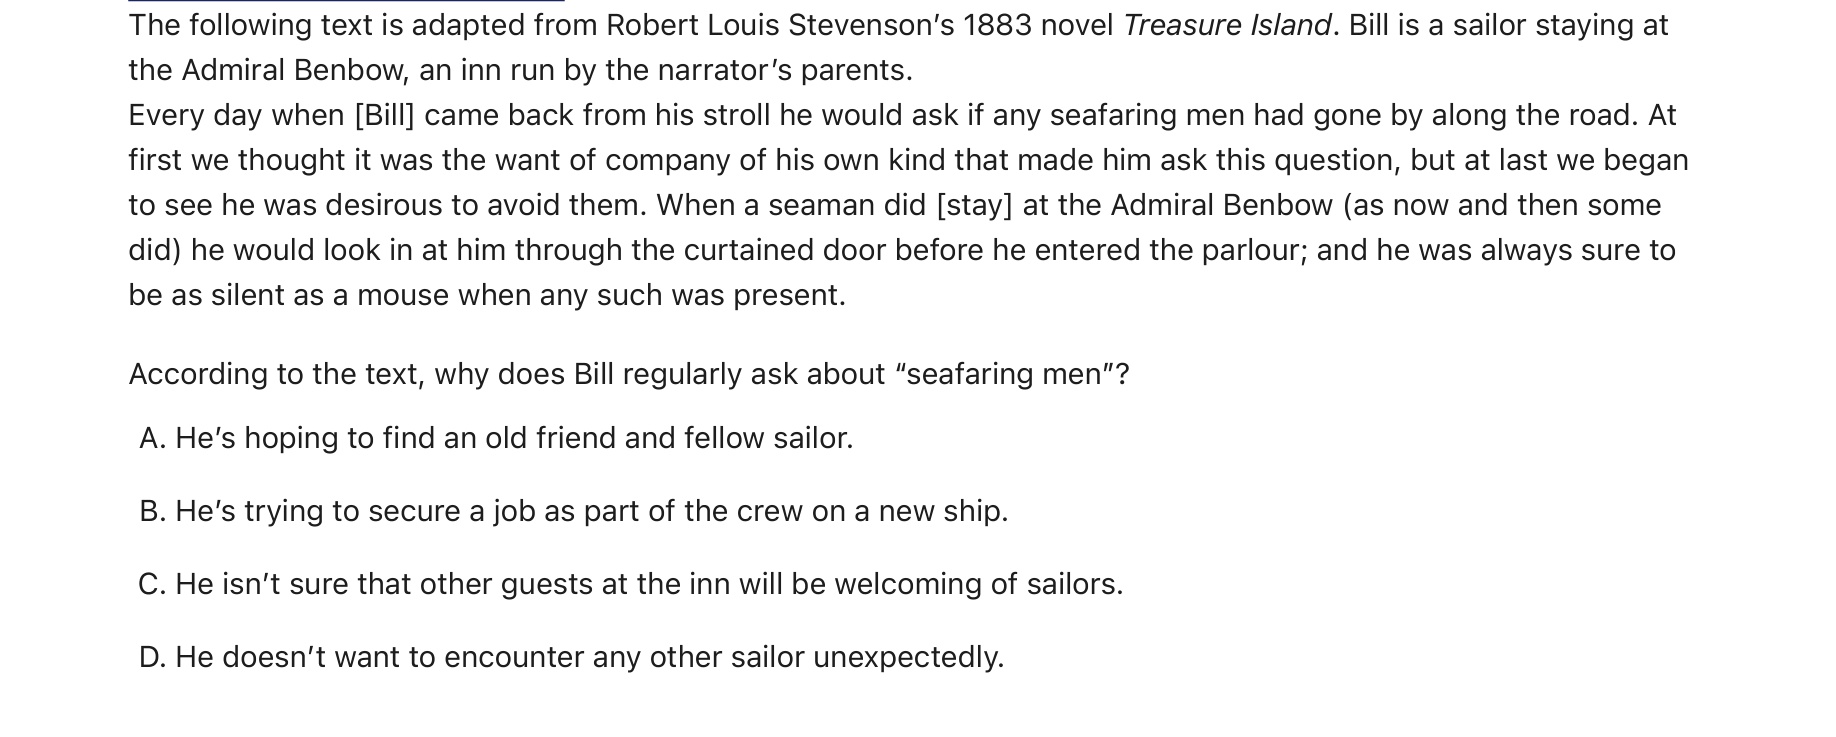 The following text is adapted from Robert Louis Stevenson’s 1883 novel Treasure Island. Bill is a sailor staying at
the Admiral Benbow, an inn run by the narrator’s parents.
Every day when [Bill] came back from his stroll he would ask if any seafaring men had gone by along the road. At
first we thought it was the want of company of his own kind that made him ask this question, but at last we began
to see he was desirous to avoid them. When a seaman did [stay] at the Admiral Benbow (as now and then some
did) he would look in at him through the curtained door before he entered the parlour; and he was always sure to
be as silent as a mouse when any such was present.
According to the text, why does Bill regularly ask about “seafaring men”?
A. He’s hoping to find an old friend and fellow sailor.
B. He’s trying to secure a job as part of the crew on a new ship.
C. He isn’t sure that other guests at the inn will be welcoming of sailors.
D. He doesn’t want to encounter any other sailor unexpectedly.